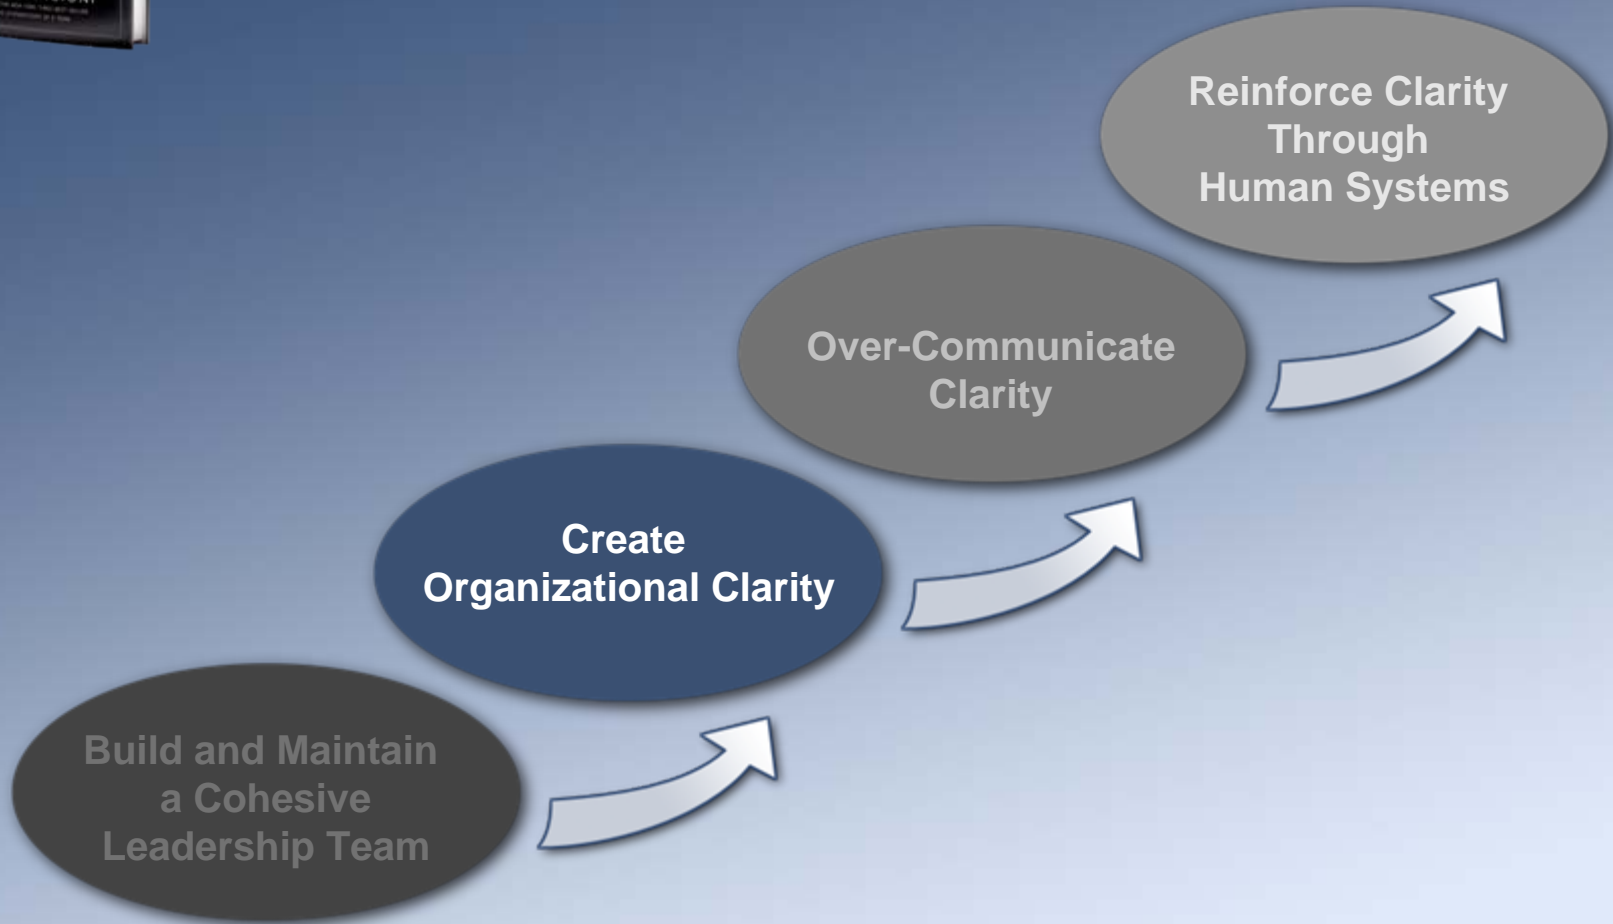 Reinforce Clarity
Through
Human Systems
Over-Communicate
Clarity
Create
Organizational Clarity
Build and Maintain
a Cohesive
Leadership Team